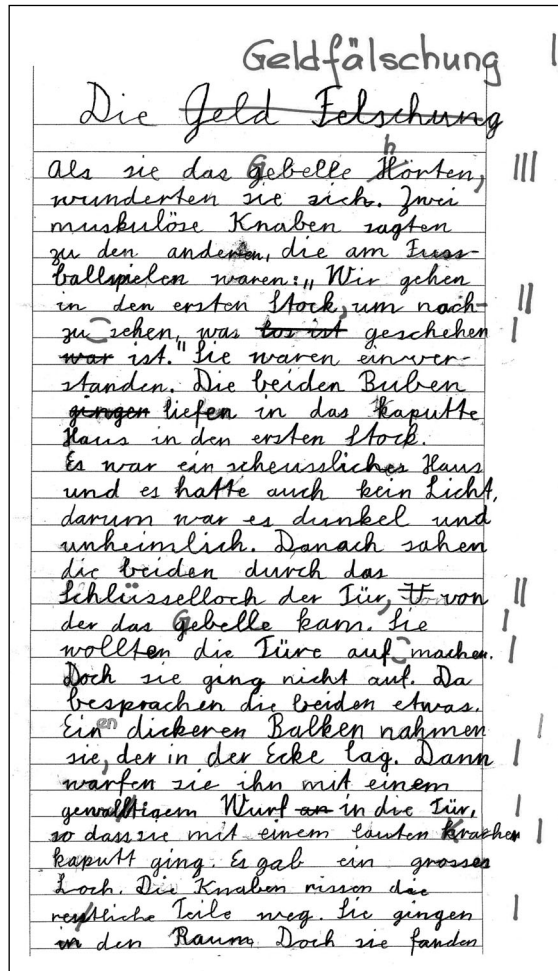 Geldfälschung
Die Geld Felschung
Als sie das Gebelle Hörten,
wunderten sie sich. Zwei
muskulöse Knaben sagten
zu den anderen, die am Fuss-
ballspielen waren: „Wir gehen
in den ersten Stock, um nach-
zu sehen, was los ist geschehen
war ist." Sie waren einver-
standen. Die beiden Buben
gingen liefen in das kaputte
Haus in den ersten Stock.
Es war ein scheussliches Haus
und es hatte auch kein Licht,
darum war es dunkel und
unheimlich. Danach sahen
die beiden durch das
Schlüsselloch der Tür, von
der das Gebelle kam. Sie
wollten die Türe auf machen.
Doch sie ging nicht auf. Da
besprachen die beiden etwas.
Einen dickeren Balken nahmen
sie, der in der Ecke lag. Dann
warfen sie ihn mit einem
gewaltigem Wurf an in die Tür,
so dass sie mit einem lauten Krachen
kaputt ging. Es gab ein grosses
Loch. Die Knaben rissen die
restliche Teile weg. Sie gingen
in den Raum. Doch sie fanden